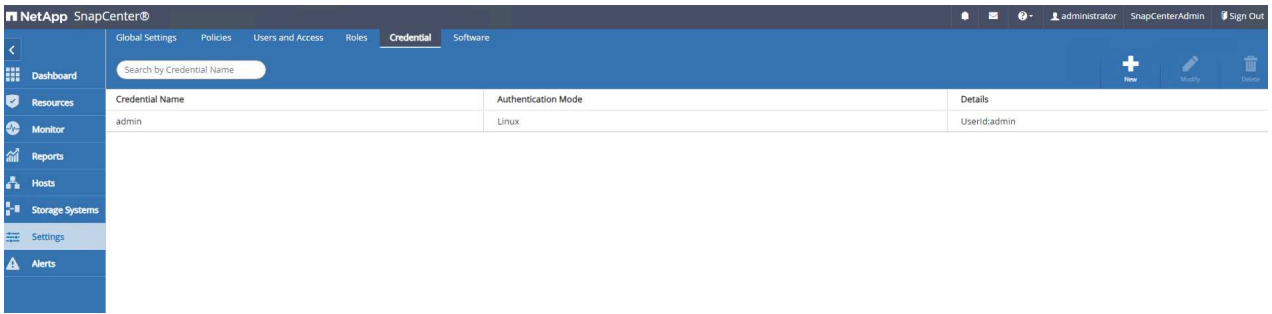 NetApp SnapCenter® administrator SnapCenterAdmin Sign Out
Global Settings Policies Users and Access Roles Credential Software
Search by Credential Name
New Modify Delete
Dashboard
Resources
Monitor
Reports
Hosts
Storage Systems
Settings
Alerts
Credential Name Authentication Mode Details
admin Linux UserId:admin